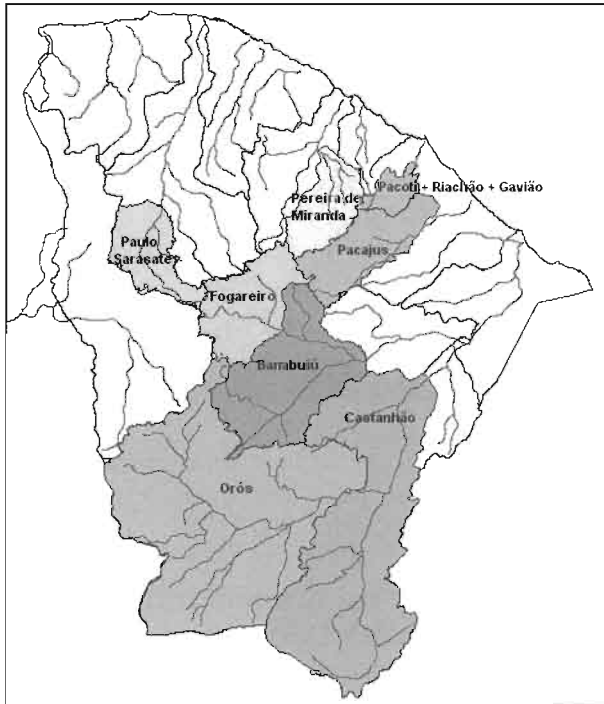 Pacoti + Riachão + Gavião
Pereira de
Miranda
Pacajus
Paulo
Sarasate
Fogareiro
Banabuiú
Castanhão
Orós